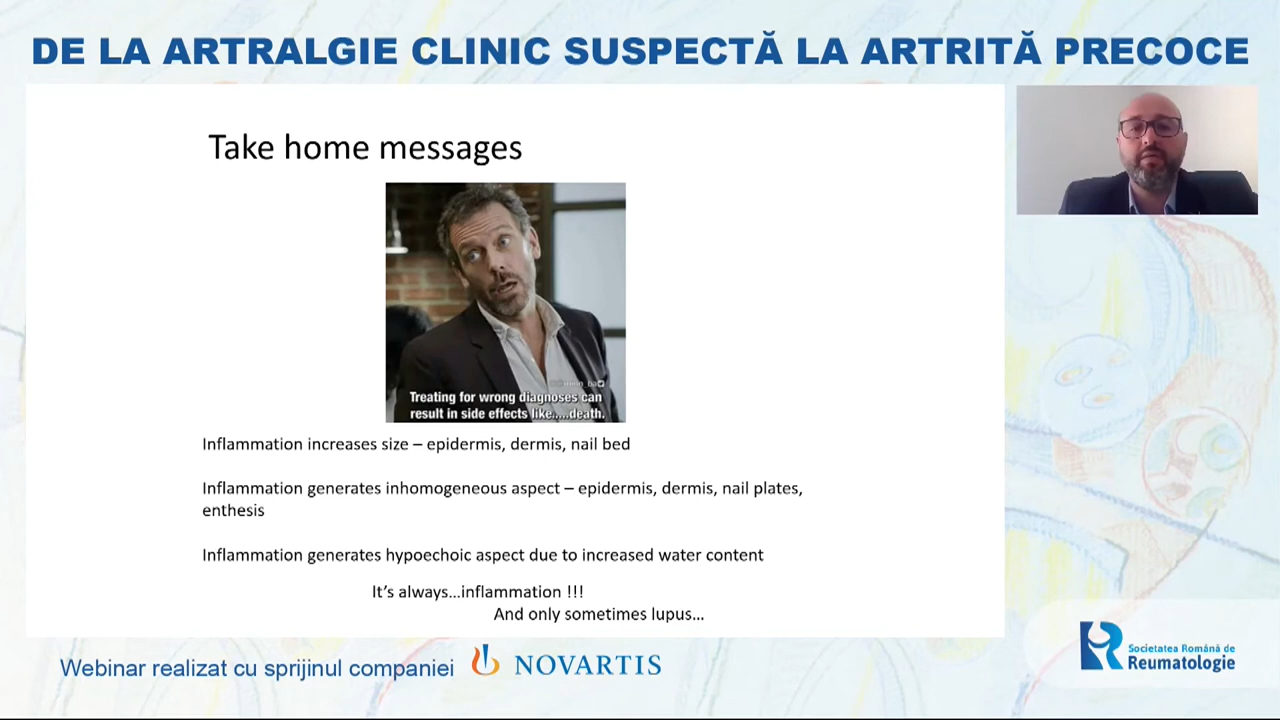 DE LA ARTRALGIE CLINIC SUSPECTĂ LA ARTRITĂ PRECOCE
Take home messages
Treating for wrong diagnoses can
result in side effects like.....death.
Inflammation increases size – epidermis, dermis, nail bed
Inflammation generates inhomogeneous aspect – epidermis, dermis, nail plates,
enthesis
Inflammation generates hypoechoic aspect due to increased water content
It's always...inflammation !!!
And only sometimes lupus...
Webinar realizat cu sprijinul companiei
NOVARTIS
Societatea Română de
Reumatologie